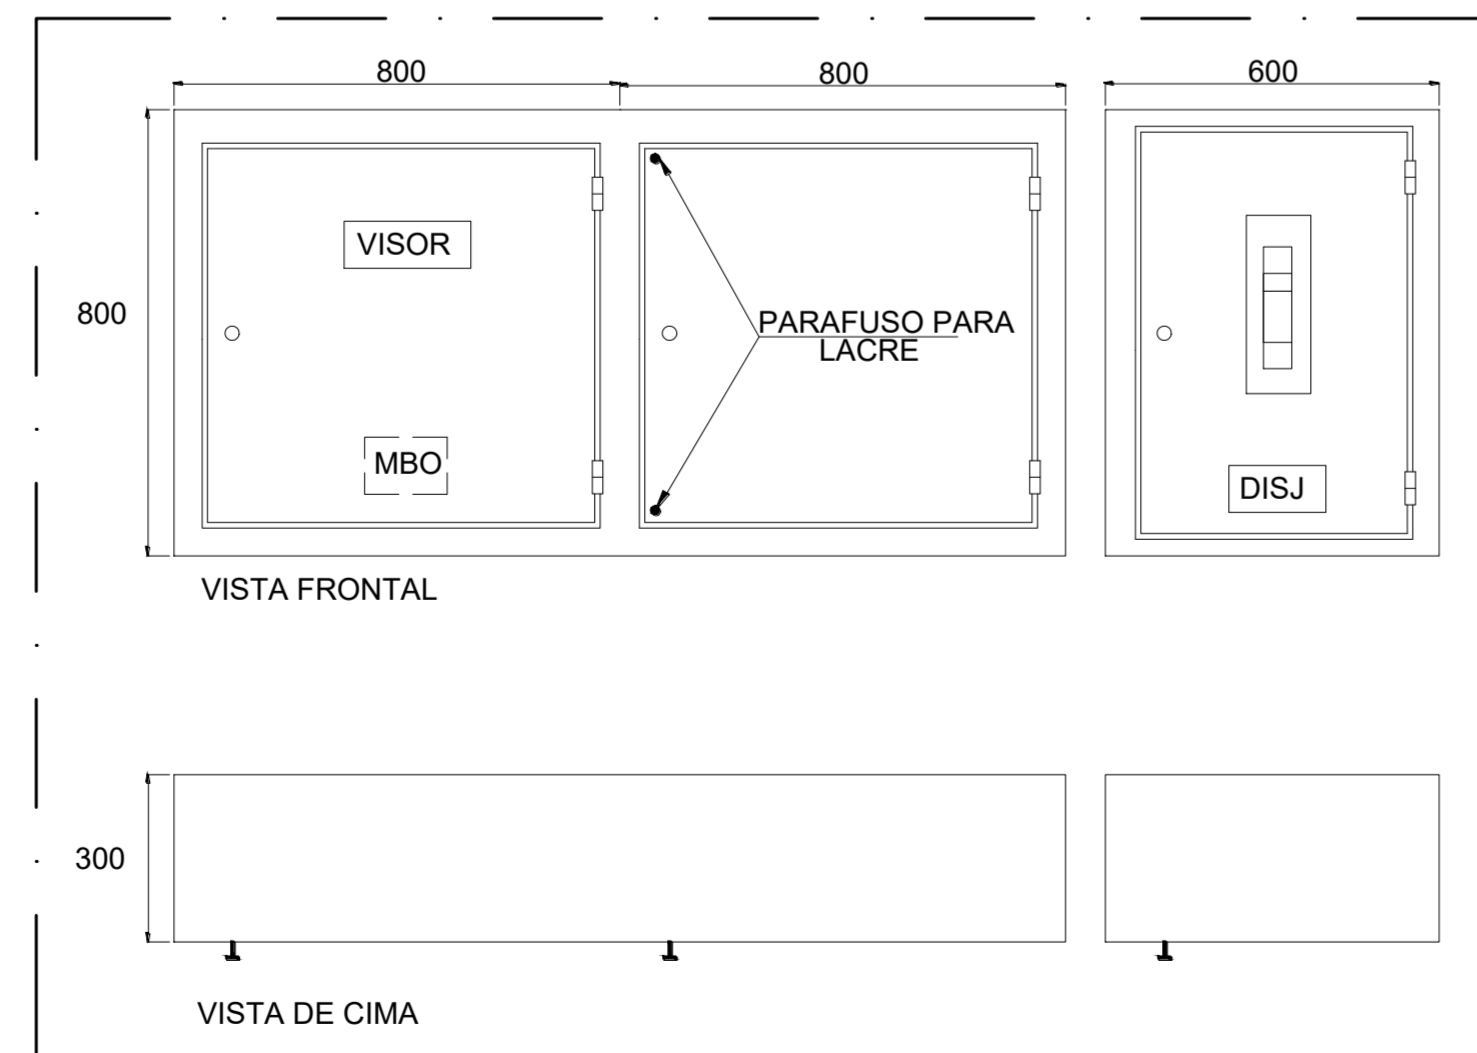 800
800
600
VISOR
800
PARAFUSO PARA
LACRE
MBO
DISJ
VISTA FRONTAL
300
VISTA DE CIMA